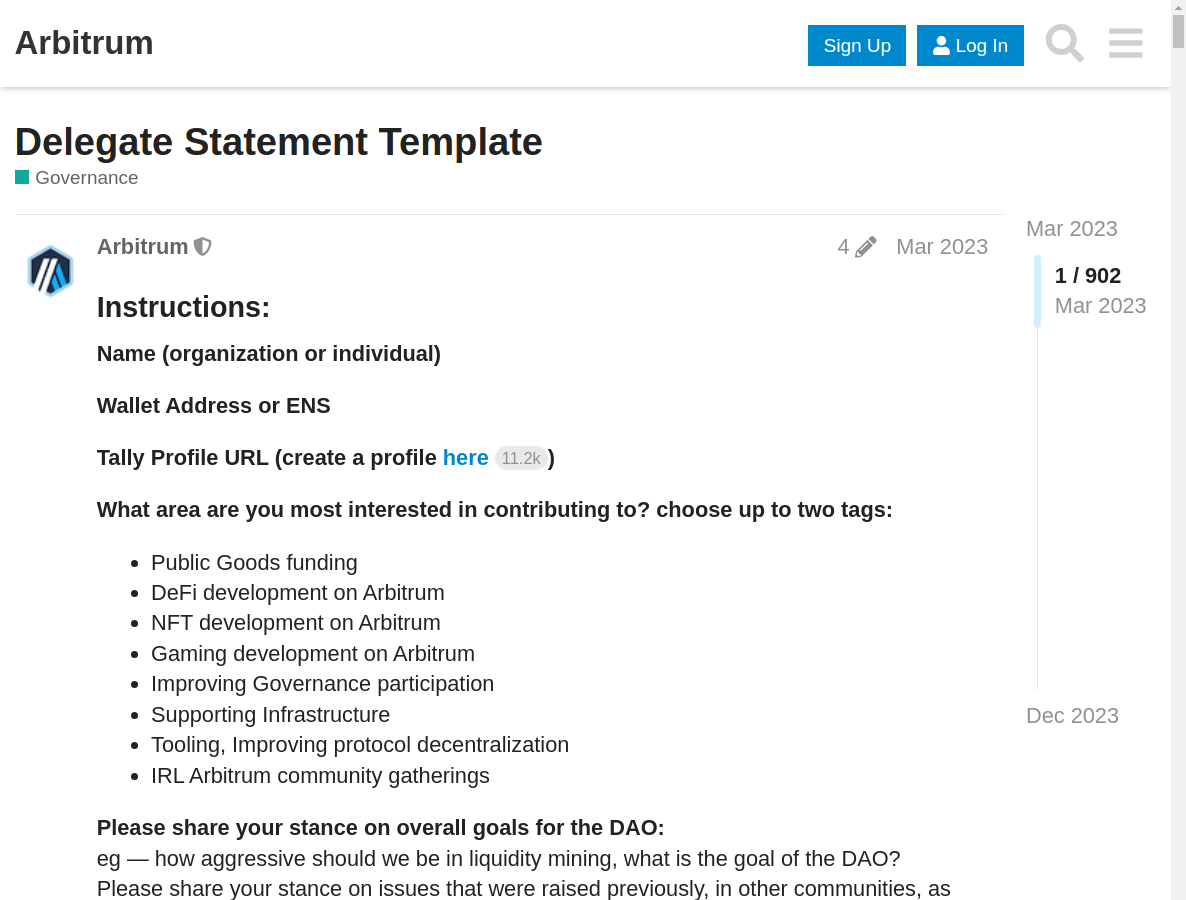 Arbitrum
Sign Up
Log In
Delegate Statement Template
Governance
Arbitrum
4
Mar 2023
Mar 2023
1 / 902
Mar 2023
Instructions:
Name (organization or individual)
Wallet Address or ENS
Tally Profile URL (create a profile here 11.2k)
What area are you most interested in contributing to? choose up to two tags:
Public Goods funding
DeFi development on Arbitrum
NFT development on Arbitrum
Gaming development on Arbitrum
Improving Governance participation
Supporting Infrastructure
Dec 2023
Tooling, Improving protocol decentralization
IRL Arbitrum community gatherings
Please share your stance on overall goals for the DAO:
eg — how aggressive should we be in liquidity mining, what is the goal of the DAO?
Please share your stance on issues that were raised previously, in other communities, as